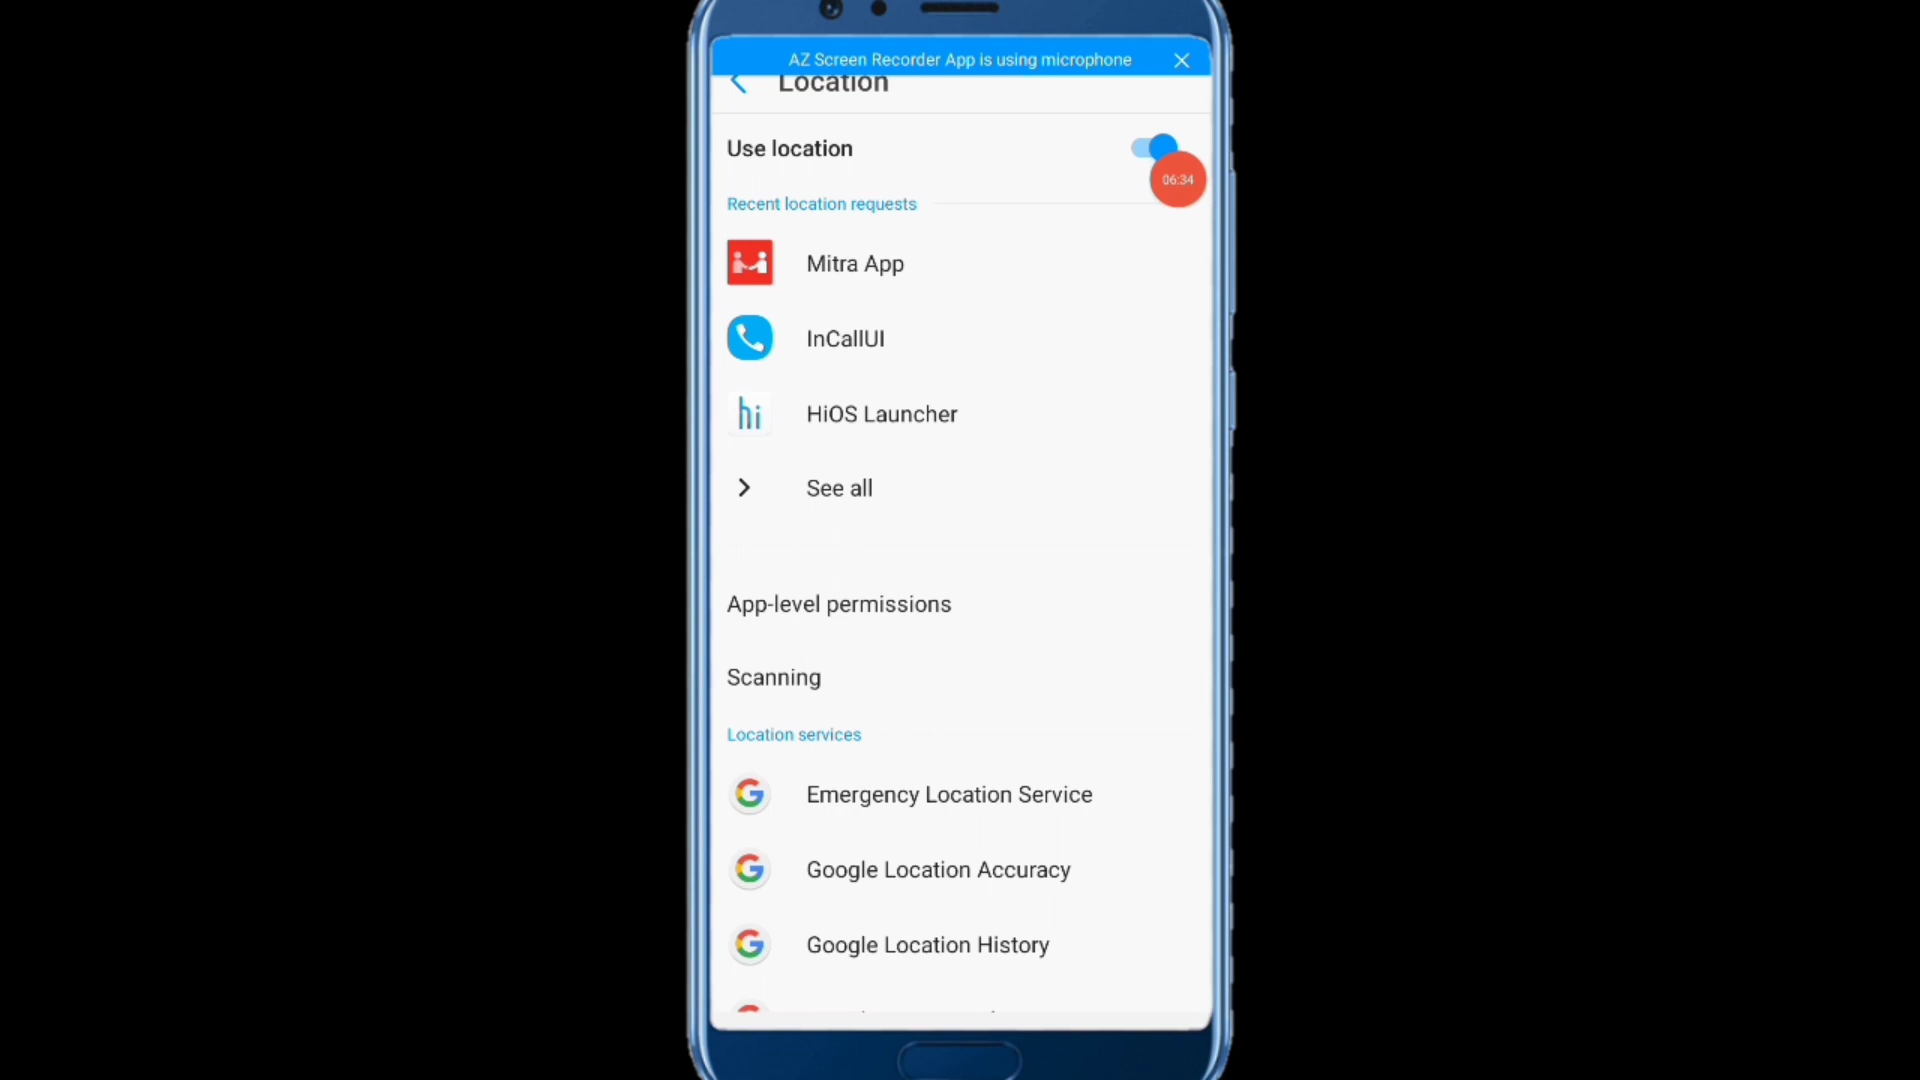 AZ Screen Recorder App is using microphone
Location
Use location
06:34
Recent location requests
Mitra App
InCallUI
hi
HiOS Launcher
See all
App-level permissions
Scanning
Location services
Emergency Location Service
Google Location Accuracy
Google Location History